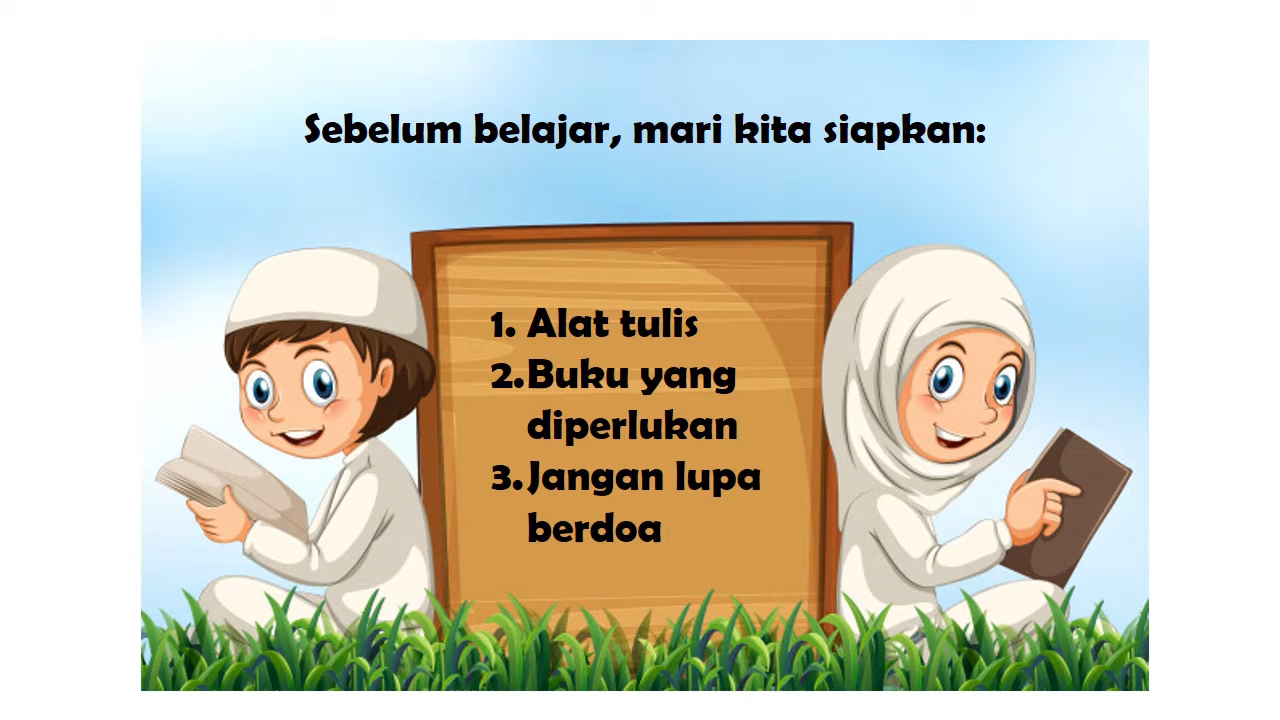 Sebelum belajar, mari kita siapkan:
1. Alat tulis
2. Buku yang
diperlukan
3. Jangan lupa
berdoa